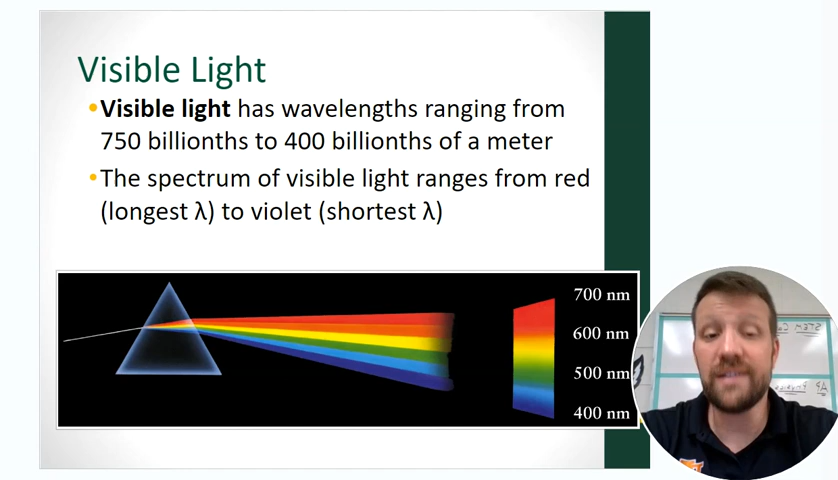 Visible Light
•Visible light has wavelengths ranging from
750 billionths to 400 billionths of a meter
•The spectrum of visible light ranges from red
(longest λ) to violet (shortest λ)
700 nm
600 nm
500 nm
400 nm